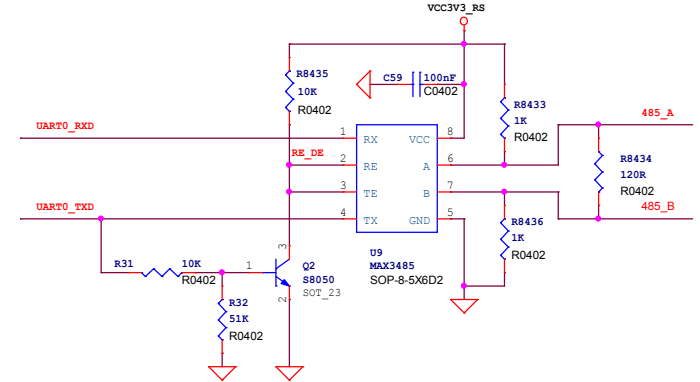 VCC3V3_RS
R8435
10K
R0402
C59
100nF
C0402
R8433
1K
R0402
485_A
UART0_RXD
1
RX
VCC
8
RE_DE
2
RE
A
6
R8434
120R
R0402
3
TE
B
7
UART0_TXD
4
TX
GND
5
485_B
R8436
1K
R0402
U9
MAX3485
SOP-8-5X6D2
R31
10K
R0402
1
3
Q2
S8050
SOT_23
2
R32
51K
R0402